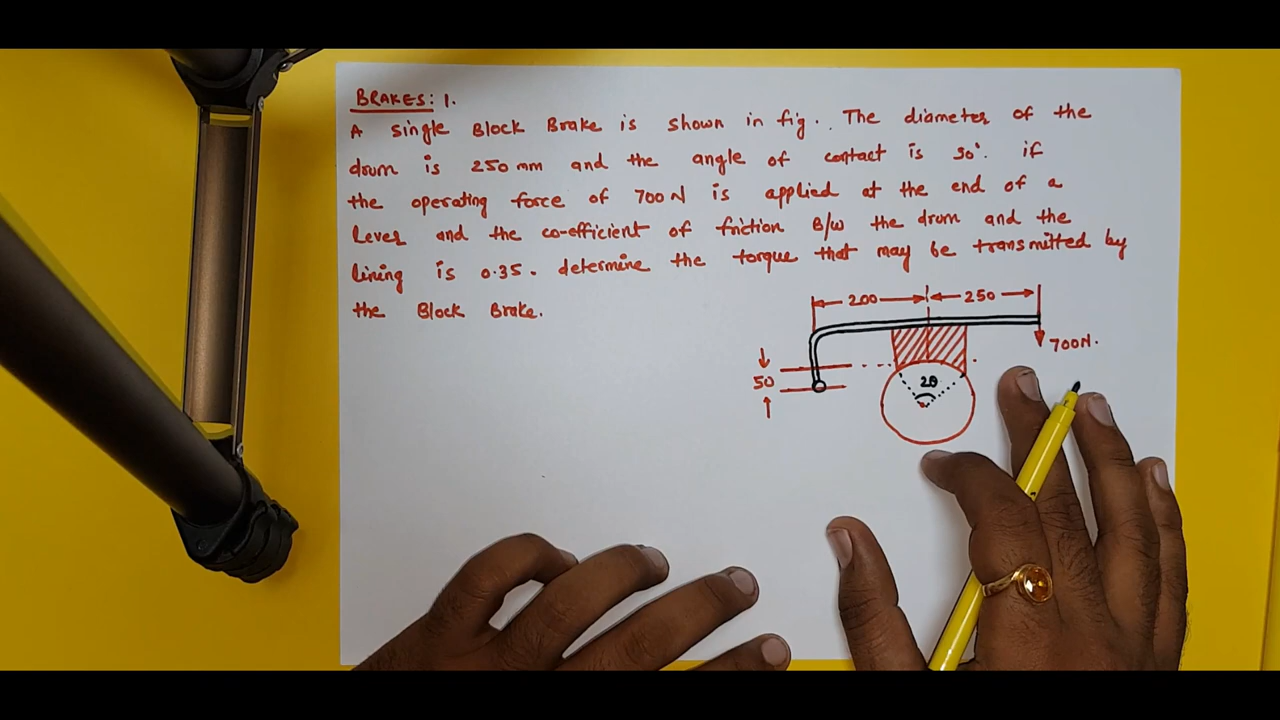 BRAKES: 1.
A single Block Brake is shown in fig. The diameter of the
drum is 250 mm and the angle of contact is 90°. if
the operating force of 700 N is applied at the end of a
Lever and the co-efficient of friction B/W the drum and the
lining is 0.35. determine the torque that may be transmitted by
the Block Brake.
200 250
700N.
50
2θ